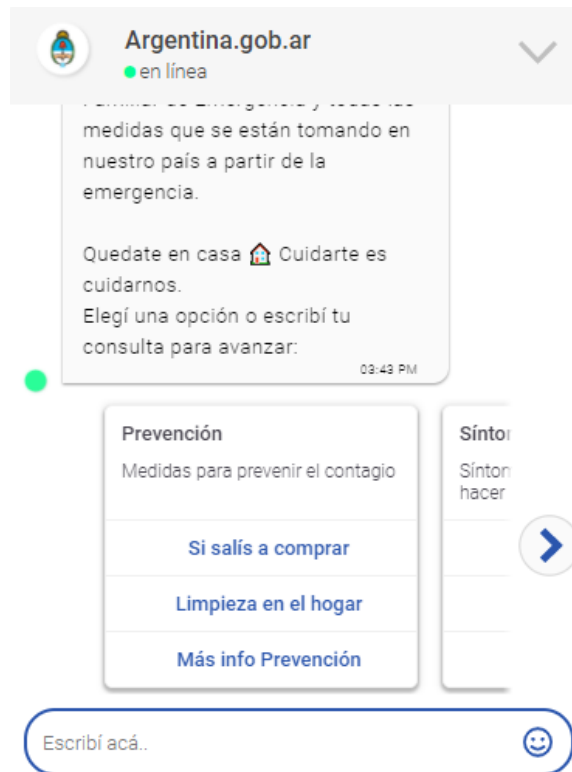 Argentina.gob.ar
en línea
medidas que se están tomando en
nuestro país a partir de la
emergencia.
Quedate en casa 🏠 Cuidarte es
cuidarnos.
Elegí una opción o escribí tu
consulta para avanzar:
03:43 PM
Prevención
Medidas para prevenir el contagio
Si salís a comprar
Limpieza en el hogar
Más info Prevención
hacer
Escribí acá..